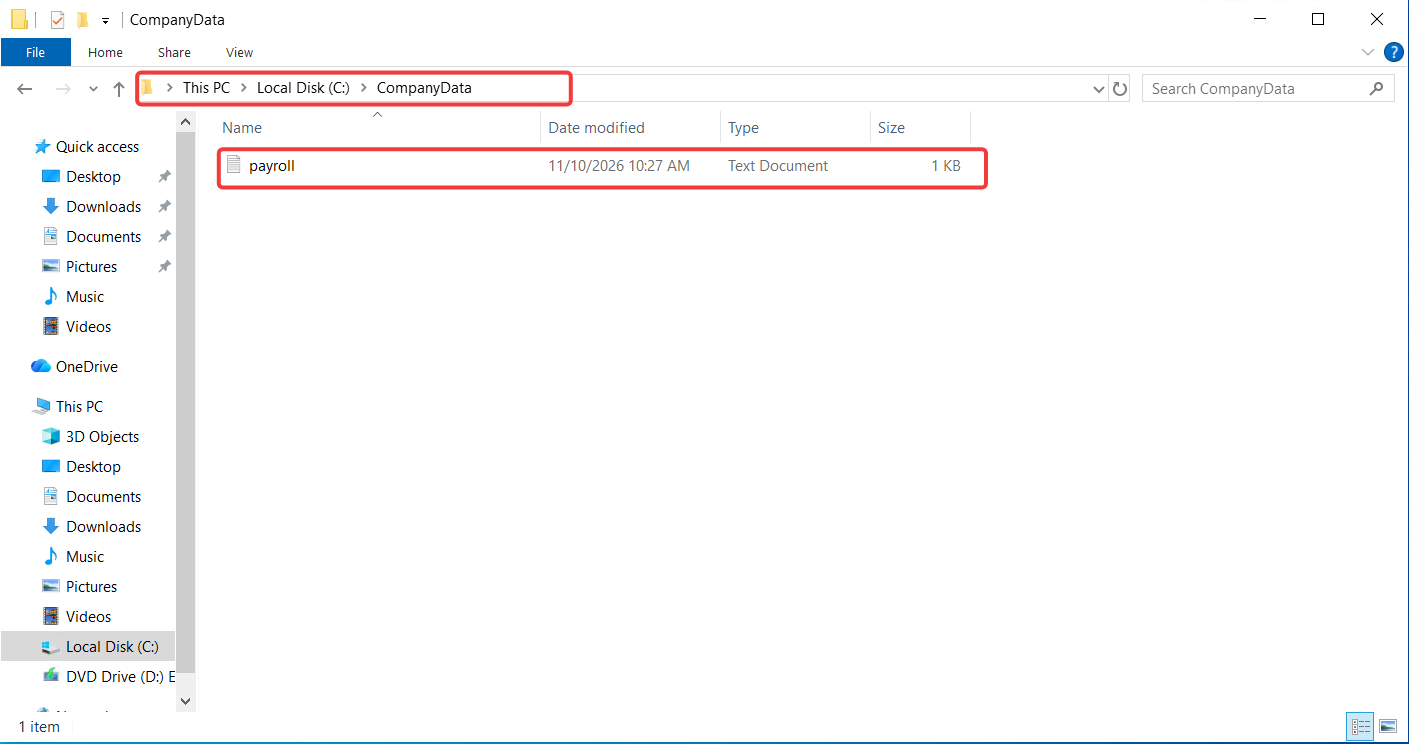 CompanyData
File Home Share View
This PC Local Disk (C:) CompanyData
Search CompanyData
Name Date modified Type Size
payroll 11/10/2026 10:27 AM Text Document 1 KB
Quick access
Desktop
Downloads
Documents
Pictures
Music
Videos
OneDrive
This PC
3D Objects
Desktop
Documents
Downloads
Music
Pictures
Videos
Local Disk (C:)
DVD Drive (D:) E
1 item